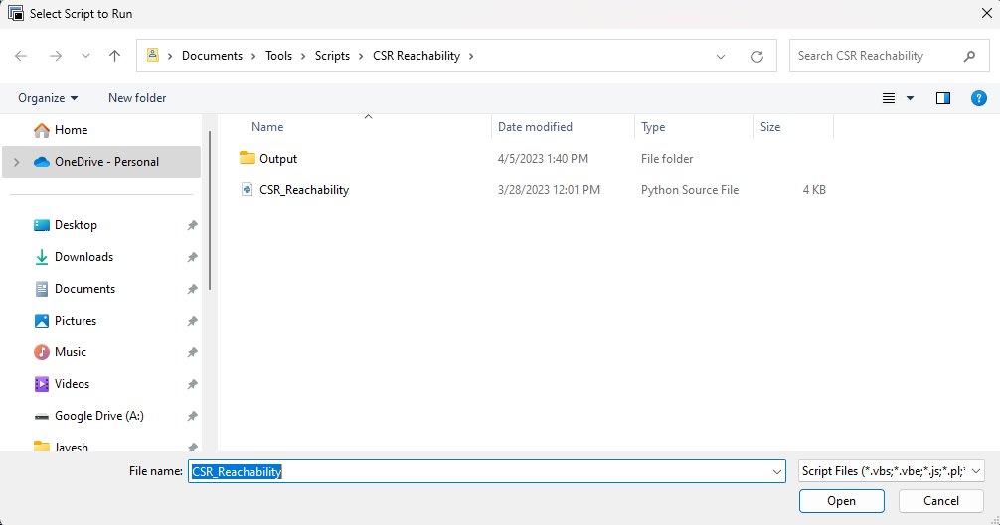 Select Script to Run
Documents > Tools > Scripts > CSR Reachability >
Search CSR Reachability
Organize New folder
Name Date modified Type Size
Home
OneDrive - Personal
Desktop
Downloads
Documents
Pictures
Music
Videos
Google Drive (A:)
Jayesh
Output 4/5/2023 1:40 PM File folder
CSR_Reachability 3/28/2023 12:01 PM Python Source File 4 KB
File name: CSR_Reachability Script Files (*.vbs;*.vbe;*.js;*.pl;*
Open Cancel